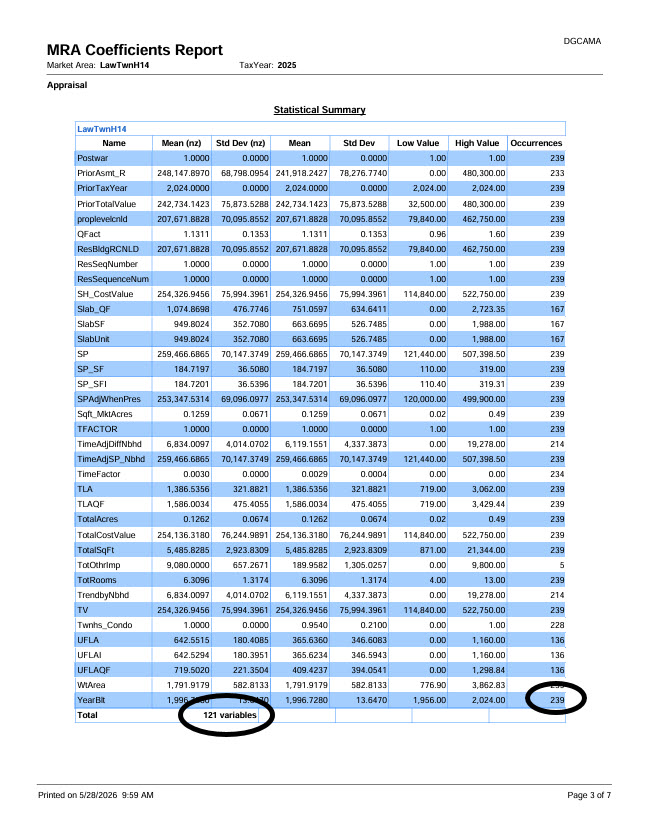 DGCAMA
MRA Coefficients Report
Market Area: LawTwnH14 TaxYear: 2025
Appraisal
Statistical Summary
LawTwnH14
Name Mean (nz) Std Dev (nz) Mean Std Dev Low Value High Value Occurrences
Postwar 1.0000 0.0000 1.0000 0.0000 1.00 1.00 239
PriorAsmt_R 248,147.8970 68,798.0954 241,918.2427 78,276.7740 0.00 480,300.00 233
PriorTaxYear 2,024.0000 0.0000 2,024.0000 0.0000 2,024.00 2,024.00 239
PriorTotalValue 242,734.1423 75,873.5288 242,734.1423 75,873.5288 32,500.00 480,300.00 239
proplevelcnld 207,671.8828 70,095.8552 207,671.8828 70,095.8552 79,840.00 462,750.00 239
QFact 1.1311 0.1353 1.1311 0.1353 0.96 1.60 239
ResBldgRCNLD 207,671.8828 70,095.8552 207,671.8828 70,095.8552 79,840.00 462,750.00 239
ResSeqNumber 1.0000 0.0000 1.0000 0.0000 1.00 1.00 239
ResSequenceNum 1.0000 0.0000 1.0000 0.0000 1.00 1.00 239
SH_CostValue 254,326.9456 75,994.3961 254,326.9456 75,994.3961 114,840.00 522,750.00 239
Slab_QF 1,074.8698 476.7746 751.0597 634.6411 0.00 2,723.35 167
SlabSF 949.8024 352.7080 663.6695 526.7485 0.00 1,988.00 167
SlabUnit 949.8024 352.7080 663.6695 526.7485 0.00 1,988.00 167
SP 259,466.6865 70,147.3749 259,466.6865 70,147.3749 121,440.00 507,398.50 239
SP_SF 184.7197 36.5080 184.7197 36.5080 110.00 319.00 239
SP_SFI 184.7201 36.5396 184.7201 36.5396 110.40 319.31 239
SPAdjWhenPres 253,347.5314 69,096.0977 253,347.5314 69,096.0977 120,000.00 499,900.00 239
Sqft_MktAcres 0.1259 0.0671 0.1259 0.0671 0.02 0.49 239
TFACTOR 1.0000 0.0000 1.0000 0.0000 1.00 1.00 239
TimeAdjDiffNbhd 6,834.0097 4,014.0702 6,119.1551 4,337.3873 0.00 19,278.00 214
TimeAdjSP_Nbhd 259,466.6865 70,147.3749 259,466.6865 70,147.3749 121,440.00 507,398.50 239
TimeFactor 0.0030 0.0000 0.0029 0.0004 0.00 0.00 234
TLA 1,386.5356 321.8821 1,386.5356 321.8821 719.00 3,062.00 239
TLAQF 1,586.0034 475.4055 1,586.0034 475.4055 719.00 3,429.44 239
TotalAcres 0.1262 0.0674 0.1262 0.0674 0.02 0.49 239
TotalCostValue 254,136.3180 76,244.9891 254,136.3180 76,244.9891 114,840.00 522,750.00 239
TotalSqFt 5,485.8285 2,923.8309 5,485.8285 2,923.8309 871.00 21,344.00 239
TotOthrImp 9,080.0000 657.2671 189.9582 1,305.0257 0.00 9,800.00 5
TotRooms 6.3096 1.3174 6.3096 1.3174 4.00 13.00 239
TrendbyNbhd 6,834.0097 4,014.0702 6,119.1551 4,337.3873 0.00 19,278.00 214
TV 254,326.9456 75,994.3961 254,326.9456 75,994.3961 114,840.00 522,750.00 239
Twnhs_Condo 1.0000 0.0000 0.9540 0.2100 0.00 1.00 228
UFLA 642.5515 180.4085 365.6360 346.6083 0.00 1,160.00 136
UFLAI 642.5294 180.3951 365.6234 346.5943 0.00 1,160.00 136
UFLAQF 719.5020 221.3504 409.4237 394.0541 0.00 1,298.84 136
WtArea 1,791.9179 582.8133 1,791.9179 582.8133 776.90 3,862.83
YearBlt 1,996.7280 13.6470 1,956.00 2,024.00 239
Total 121 variables
Printed on 5/28/2026 9:59 AM Page 3 of 7